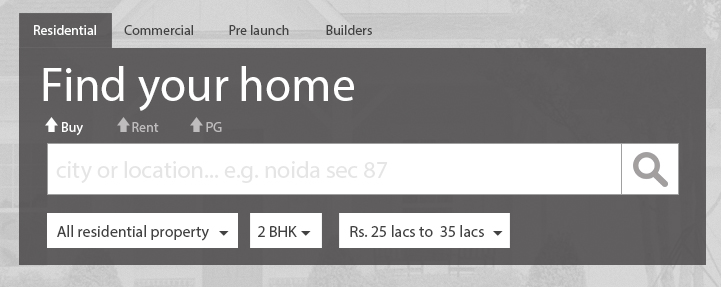 Residential Commercial Pre launch Builders
Find your home
Buy Rent PG
city or location... e.g. noida sec 87
All residential property 2 BHK Rs. 25 lacs to 35 lacs